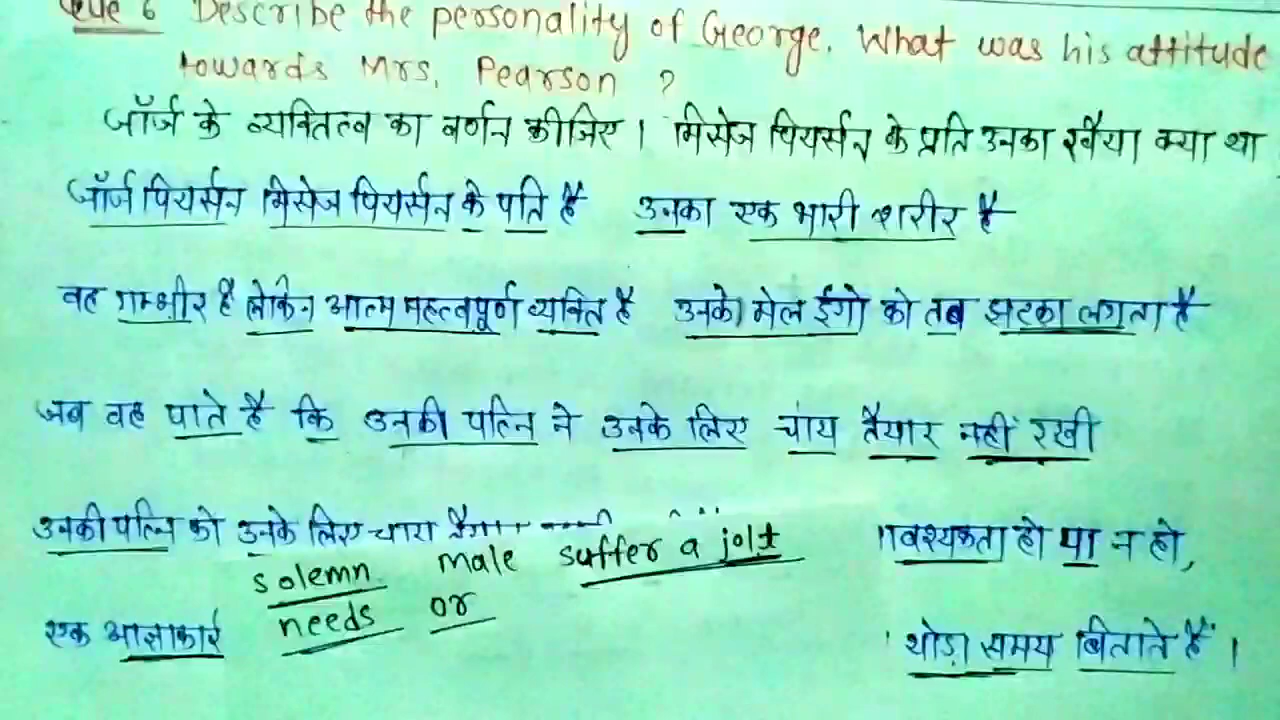 Que 6 Describe the personality of George. What was his attitude
towards Mrs. Pearson ?
जॉर्ज के व्यक्तित्व का वर्णन कीजिए । मिसेज पियर्सन के प्रति उनका रवैया क्या था
जॉर्ज पियर्सन मिसेज पियर्सन के पति है उनका एक भारी शरीर है
वह गम्भीर है लेकिन आत्म महत्वपूर्ण व्यक्ति है उनके मेल ईगो को तब झटका लगता है
जब वह पाते है कि उनकी पत्नि ने उनके लिए चाय तैयार नहीं रखी
उनकी पत्नि को उनके लिए हो या न हो,
solemn male suffer a jolt
needs or
एक थोड़ा समय बिताते हैं ।